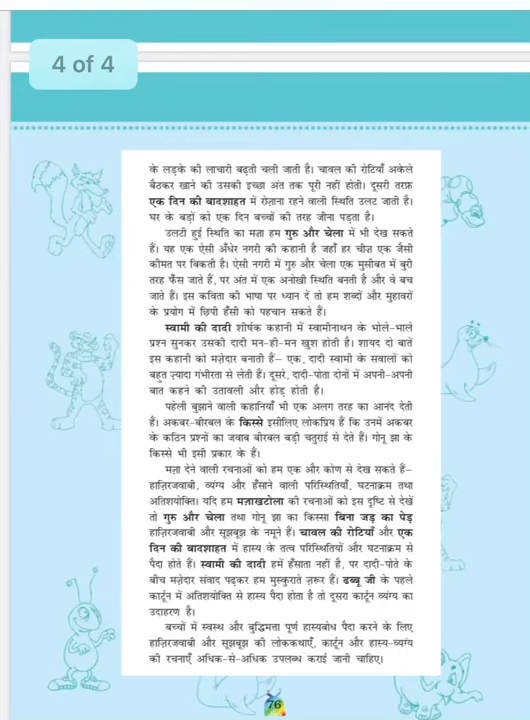 4 of 4
के लड़के की लाचारी बढ़ती चली जाती है। चावल की रोटियाँ अकेले
बैठकर खाने की उसकी इच्छा अंत तक पूरी नहीं होती। दूसरी तरफ़
एक दिन की बादशाहत में रोज़ाना रहने वाली स्थिति उलट जाती है।
घर के बड़ों को एक दिन बच्चों की तरह जीना पड़ता है।
उलटी हुई स्थिति का मज़ा हम गुरु और चेला में भी देख सकते
हैं। यह एक ऐसी अँधेर नगरी की कहानी है जहाँ हर चीज़ एक जैसी
कीमत पर बिकती है। ऐसी नगरी में गुरु और चेला एक मुसीबत में बुरी
तरह फँस जाते हैं, पर अंत में एक अनोखी स्थिति बनती है और वे बच
जाते हैं। इस कविता की भाषा पर ध्यान दें तो हम शब्दों और मुहावरों
के प्रयोग में छिपी हँसी को पहचान सकते हैं।
स्वामी की दादी शीर्षक कहानी में स्वामीनाथन के भोले-भाले
प्रश्न सुनकर उसकी दादी मन-ही-मन खुश होती है। शायद दो बातें
इस कहानी को मज़ेदार बनाती हैं– एक, दादी स्वामी के सवालों को
बहुत ज़्यादा गंभीरता से लेती हैं। दूसरे, दादी-पोता दोनों में अपनी-अपनी
बात कहने की उतावली और होड़ होती है।
पहेली बुझाने वाली कहानियाँ भी एक अलग तरह का आनंद देती
हैं। अकबर-बीरबल के किस्से इसीलिए लोकप्रिय हैं कि उनमें अकबर
के कठिन प्रश्नों का जवाब बीरबल बड़ी चतुराई से देते हैं। गोनू झा के
किस्से भी इसी प्रकार के हैं।
मज़ा देने वाली रचनाओं को हम एक और कोण से देख सकते हैं–
हाज़िरजवाबी, व्यंग्य और हँसाने वाली परिस्थितियाँ, घटनाक्रम तथा
अतिशयोक्ति। यदि हम मज़ाखटोला की रचनाओं को इस दृष्टि से देखें
तो गुरु और चेला तथा गोनू झा का किस्सा बिना जड़ का पेड़
हाज़िरजवाबी और सूझबूझ के नमूने हैं। चावल की रोटियाँ और एक
दिन की बादशाहत में हास्य के तत्व परिस्थितियों और घटनाक्रम से
पैदा होते हैं। स्वामी की दादी हमें हँसाता नहीं है, पर दादी-पोते के
बीच मज़ेदार संवाद पढ़कर हम मुस्कुराते ज़रूर हैं। ढब्बू जी के पहले
कार्टून में अतिशयोक्ति से हास्य पैदा होता है तो दूसरा कार्टून व्यंग्य का
उदाहरण है।
बच्चों में स्वस्थ और बुद्धिमत्ता पूर्ण हास्यबोध पैदा करने के लिए
हाज़िरजवाबी और सूझबूझ की लोककथाएँ, कार्टून और हास्य-व्यंग्य
की रचनाएँ अधिक-से-अधिक उपलब्ध कराई जानी चाहिए।
76